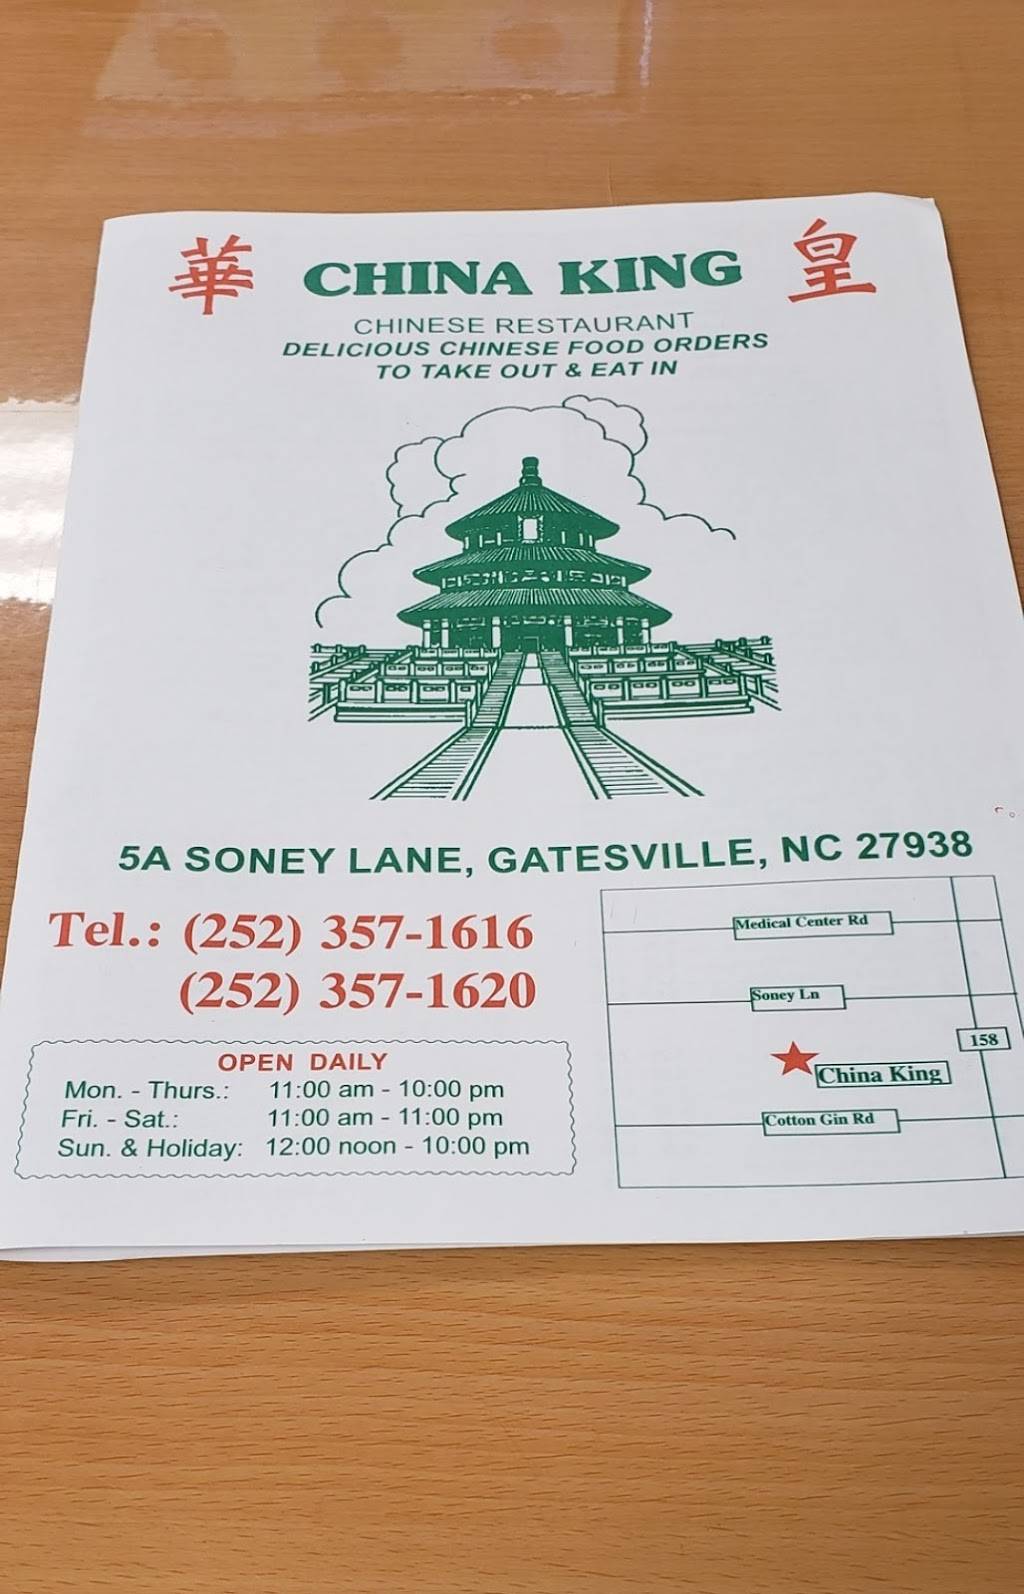 華 CHINA KING 皇
CHINESE RESTAURANT
DELICIOUS CHINESE FOOD ORDERS
TO TAKE OUT & EAT IN
5A SONEY LANE, GATESVILLE, NC 27938
Tel.: (252) 357-1616
(252) 357-1620
OPEN DAILY
Mon. - Thurs.: 11:00 am - 10:00 pm
Fri. - Sat.: 11:00 am - 11:00 pm
Sun. & Holiday: 12:00 noon - 10:00 pm
Medical Center Rd
Soney Ln
158
China King
Cotton Gin Rd